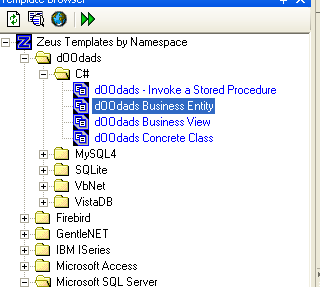 Template Browser
Zeus Templates by Namespace
dOOdads
C#
dOOdads - Invoke a Stored Procedure
dOOdads Business Entity
dOOdads Business View
dOOdads Concrete Class
MySQL4
SQLite
VbNet
VistaDB
Firebird
GentleNET
IBM ISeries
Microsoft Access
Microsoft SQL Server